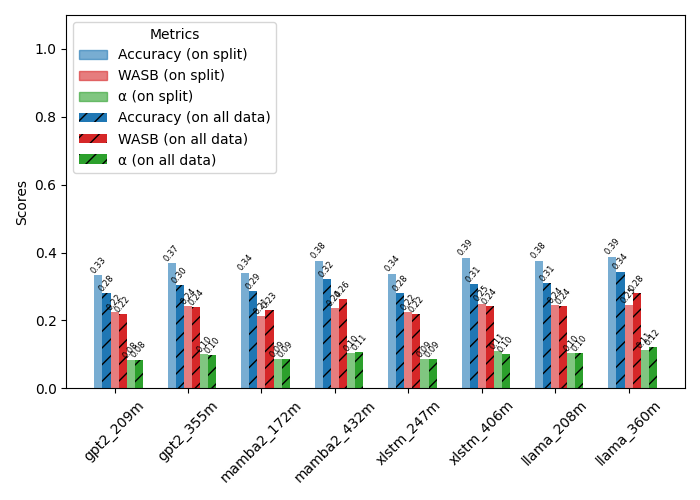 Metrics
Accuracy (on split)
WASB (on split)
α (on split)
Accuracy (on all data)
WASB (on all data)
α (on all data)
Scores
1.0
0.8
0.6
0.4
0.2
0.0
0.33 0.28 0.22 0.22 0.08 0.08
0.37 0.30 0.24 0.24 0.10 0.10
0.34 0.29 0.21 0.23 0.09 0.09
0.38 0.32 0.26 0.10 0.11
0.34 0.28 0.22 0.22 0.09 0.09
0.39 0.31 0.25 0.24 0.11 0.10
0.38 0.31 0.24 0.24 0.10 0.10
0.39 0.34 0.28 0.11 0.12
gpt2_209m
gpt2_355m
mamba2_172m
mamba2_432m
xlstm_247m
xlstm_406m
llama_208m
llama_360m